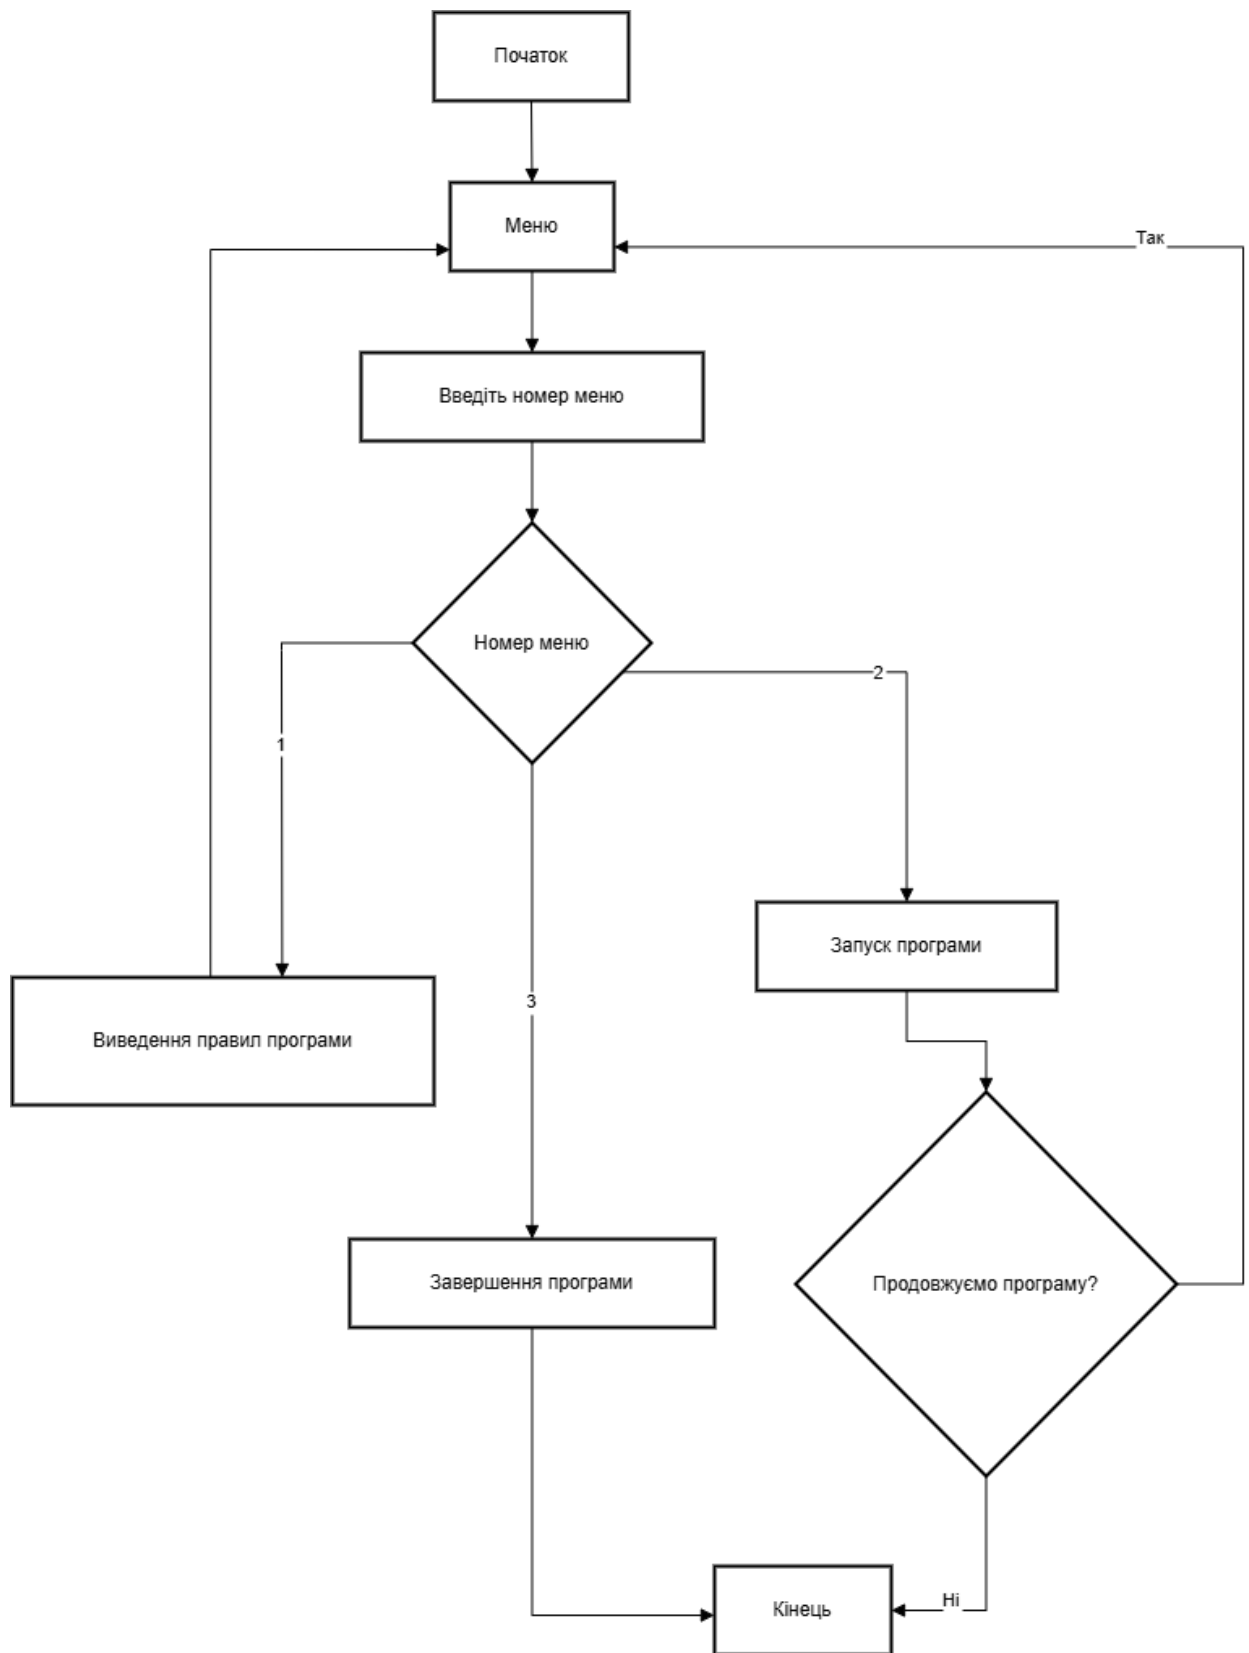 Початок
Меню
Так
Введіть номер меню
Номер меню
2
1
Запуск програми
3
Виведення правил програми
Завершення програми
Продовжуємо програму?
Ні
Кінець